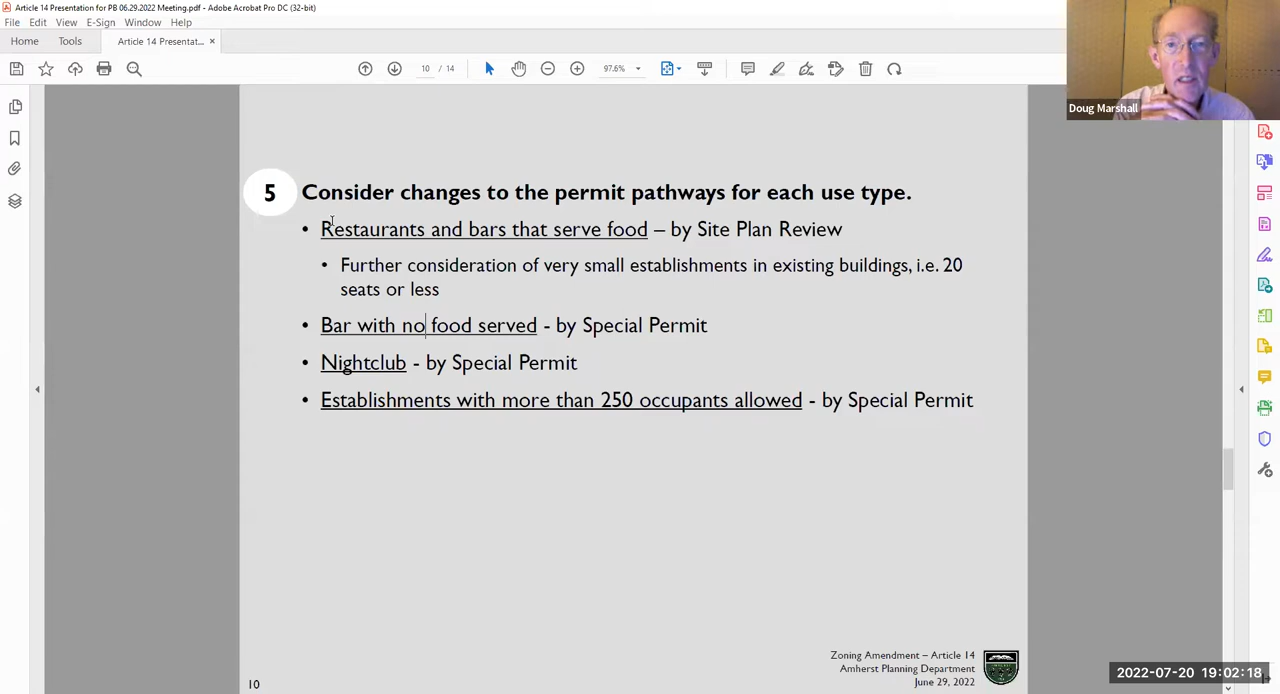 Article 14 Presentation for PB 06.29.2022 Meeting.pdf - Adobe Acrobat Pro DC (32-bit)
File Edit View E-Sign Window Help
Home Tools Article 14 Presentat... ×
10 / 14 97.6%
Doug Marshall
5 Consider changes to the permit pathways for each use type.
• Restaurants and bars that serve food – by Site Plan Review
• Further consideration of very small establishments in existing buildings, i.e. 20
seats or less
• Bar with no food served - by Special Permit
• Nightclub - by Special Permit
• Establishments with more than 250 occupants allowed - by Special Permit
Zoning Amendment – Article 14
Amherst Planning Department
June 29, 2022
10
2022-07-20 19:02:18